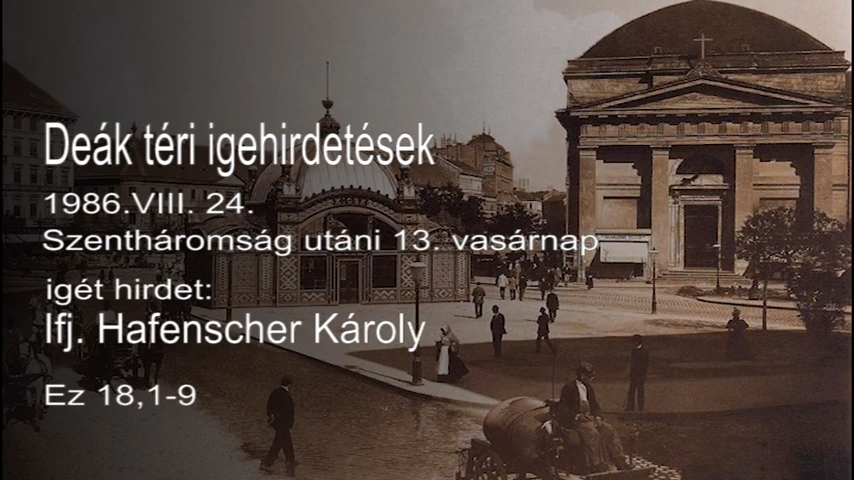 Deák téri igehirdetések
1986.VIII. 24.
Szentháromság utáni 13. vasárnap
igét hirdet:
Ifj. Hafenscher Károly
Ez 18,1-9